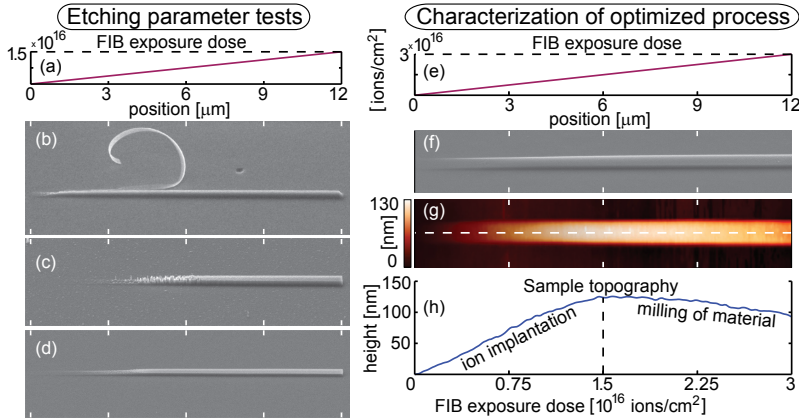 Etching parameter tests
×10^16
1.5
FIB exposure dose
(a)
0 3 6 9 12
position [μm]
(b)
(c)
(d)
Characterization of optimized process
×10^16
3
[ions/cm2]
FIB exposure dose
(e)
0 3 6 9 12
position [μm]
(f)
130
[nm]
0
(g)
Sample topography
150
100
50
height [nm]
(h)
ion implantation
milling of material
0.75 1.5 2.25 3
FIB exposure dose [10^16 ions/cm^2]